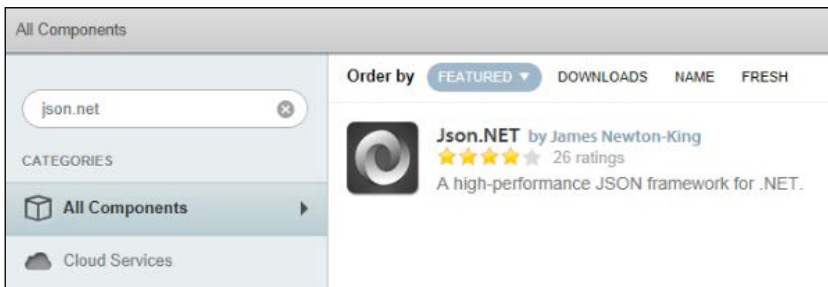 All Components
json.net
CATEGORIES
All Components
Cloud Services
Order by FEATURED DOWNLOADS NAME FRESH
Json.NET by James Newton-King
26 ratings
A high-performance JSON framework for .NET.